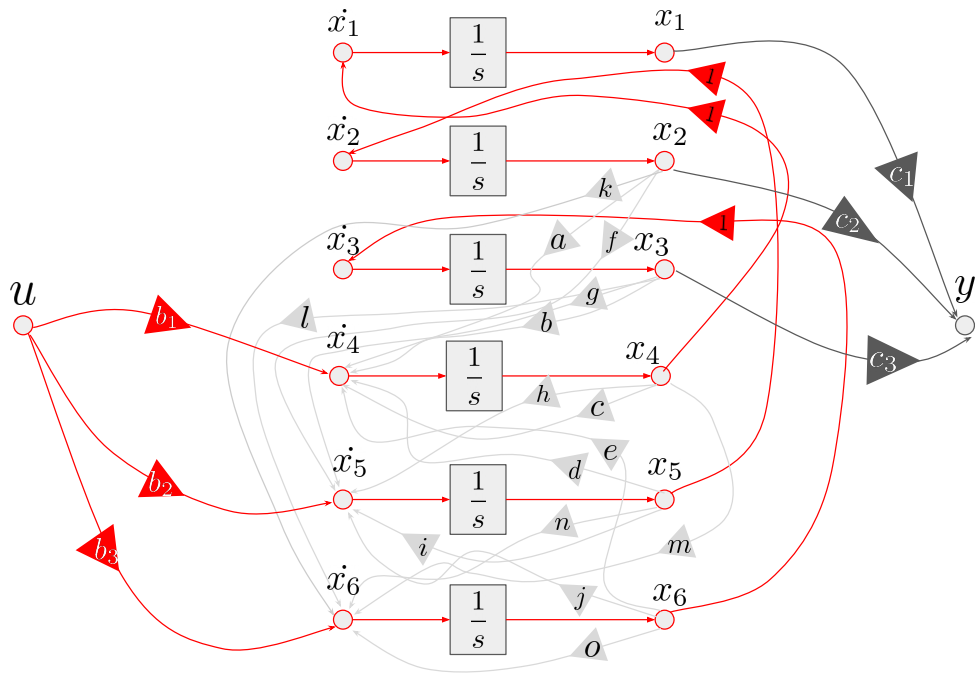 ẋ₁ 1/s x₁
1
ẋ₂ 1/s x₂
1
k
c₁
a f
c₂
ẋ₃ 1/s x₃
1
g
u b₁ l b y
ẋ₄ 1/s x₄
c₃
h c
e
d
ẋ₅ 1/s x₅
b₂
n
i m
b₃
ẋ₆ 1/s x₆
j
o